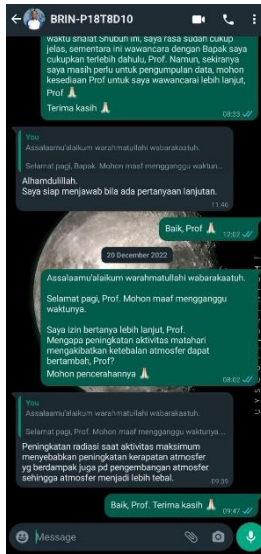 BRIN-P18T8D10
waktu shalat Shubuh ini, saya rasa sudah cukup
jelas, sementara ini wawancara dengan Bapak saya
cukupkan terlebih dahulu, Prof. Namun, sekiranya
saya masih perlu untuk pengumpulan data, mohon
kesediaan Prof untuk saya wawancarai lebih lanjut,
Prof 🙏
Terima kasih 🙏
08:33
You
Assalaamu'alaikum warahmatullahi wabarakaatuh.
Selamat pagi, Bapak. Mohon maaf mengganggu waktun...
Alhamdulillah.
Saya siap menjawab bila ada pertanyaan lanjutan.
11:46
Baik, Prof 🙏
12:02
20 December 2022
Assalaamu'alaikum warahmatullahi wabarakaatuh.
Selamat pagi, Prof. Mohon maaf mengganggu
waktunya.
Saya izin bertanya lebih lanjut, Prof.
Mengapa peningkatan aktivitas matahari
mengakibatkan ketebalan atmosfer dapat
bertambah, Prof?
Mohon pencerahannya 🙏
08:02
You
Assalaamu'alaikum warahmatullahi wabarakaatuh.
Selamat pagi, Prof. Mohon maaf mengganggu waktunya....
Peningkatan radiasi saat aktivitas maksimum
menyebabkan peningkatan kerapatan atmosfer
yg berdampak juga pd pengembangan atmosfer
sehingga atmosfer menjadi lebih tebal.
09:39
Baik, Prof. Terima kasih 🙏
09:47
Message